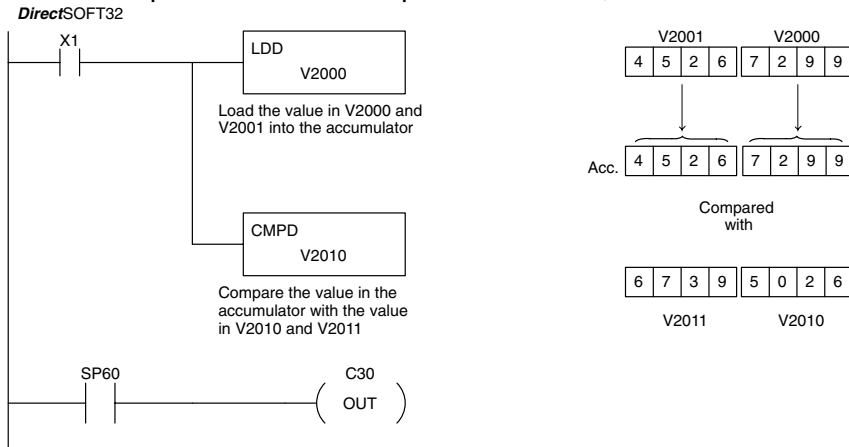 DirectSOFT32
X1
LDD
V2000
Load the value in V2000 and
V2001 into the accumulator
CMPD
V2010
Compare the value in the
accumulator with the value
in V2010 and V2011
SP60
C30
OUT
V2001 V2000
4 5 2 6 7 2 9 9
Acc. 4 5 2 6 7 2 9 9
Compared
with
6 7 3 9 5 0 2 6
V2011 V2010